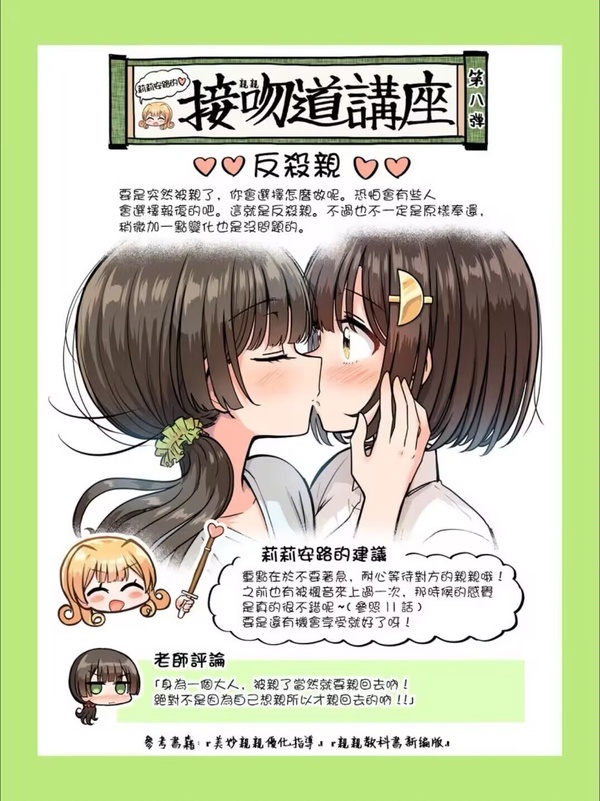 莉莉安路的♡
親親
接吻道講座
第八彈
反殺親
要是突然被親了，你會選擇怎麼做呢。恐怕會有些人
會選擇報復的吧。這就是反殺親。不過也不一定是原樣奉還，
稍微加一點變化也是沒問題的。
莉莉安路的建議
重點在於不要著急，耐心等待對方的親親哦！
之前也有被楓音來上過一次，那時候的感覺
是真的很不錯呢~(參照11話)
要是還有機會享受就好了呀！
老師評論
「身為一個大人，被親了當然就要親回去吶！
絕對不是因為自己想親所以才親回去的吶！！」
參考書籍：『美妙親親優化指導』『親親教科書新編版』